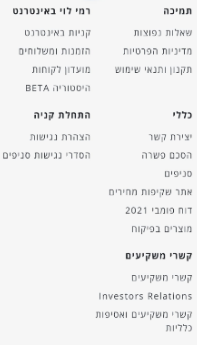 תמיכה
שאלות נפוצות
מדיניות הפרטיות
תקנון ותנאי שימוש
רמי לוי באינטרנט
קניות באינטרנט
הזמנות ומשלוחים
מועדון לקוחות
היסטוריה BETA
כללי
יצירת קשר
הסכם פשרה
סניפים
אתר שקיפות מחירים
דוח פומבי 2021
מוצרים בפיקוח
התחלת קניה
הצהרת נגישות
הסדרי נגישות סניפים
קשרי משקיעים
קשרי משקיעים
Investors Relations
קשרי משקיעים ואסיפות
כלליות